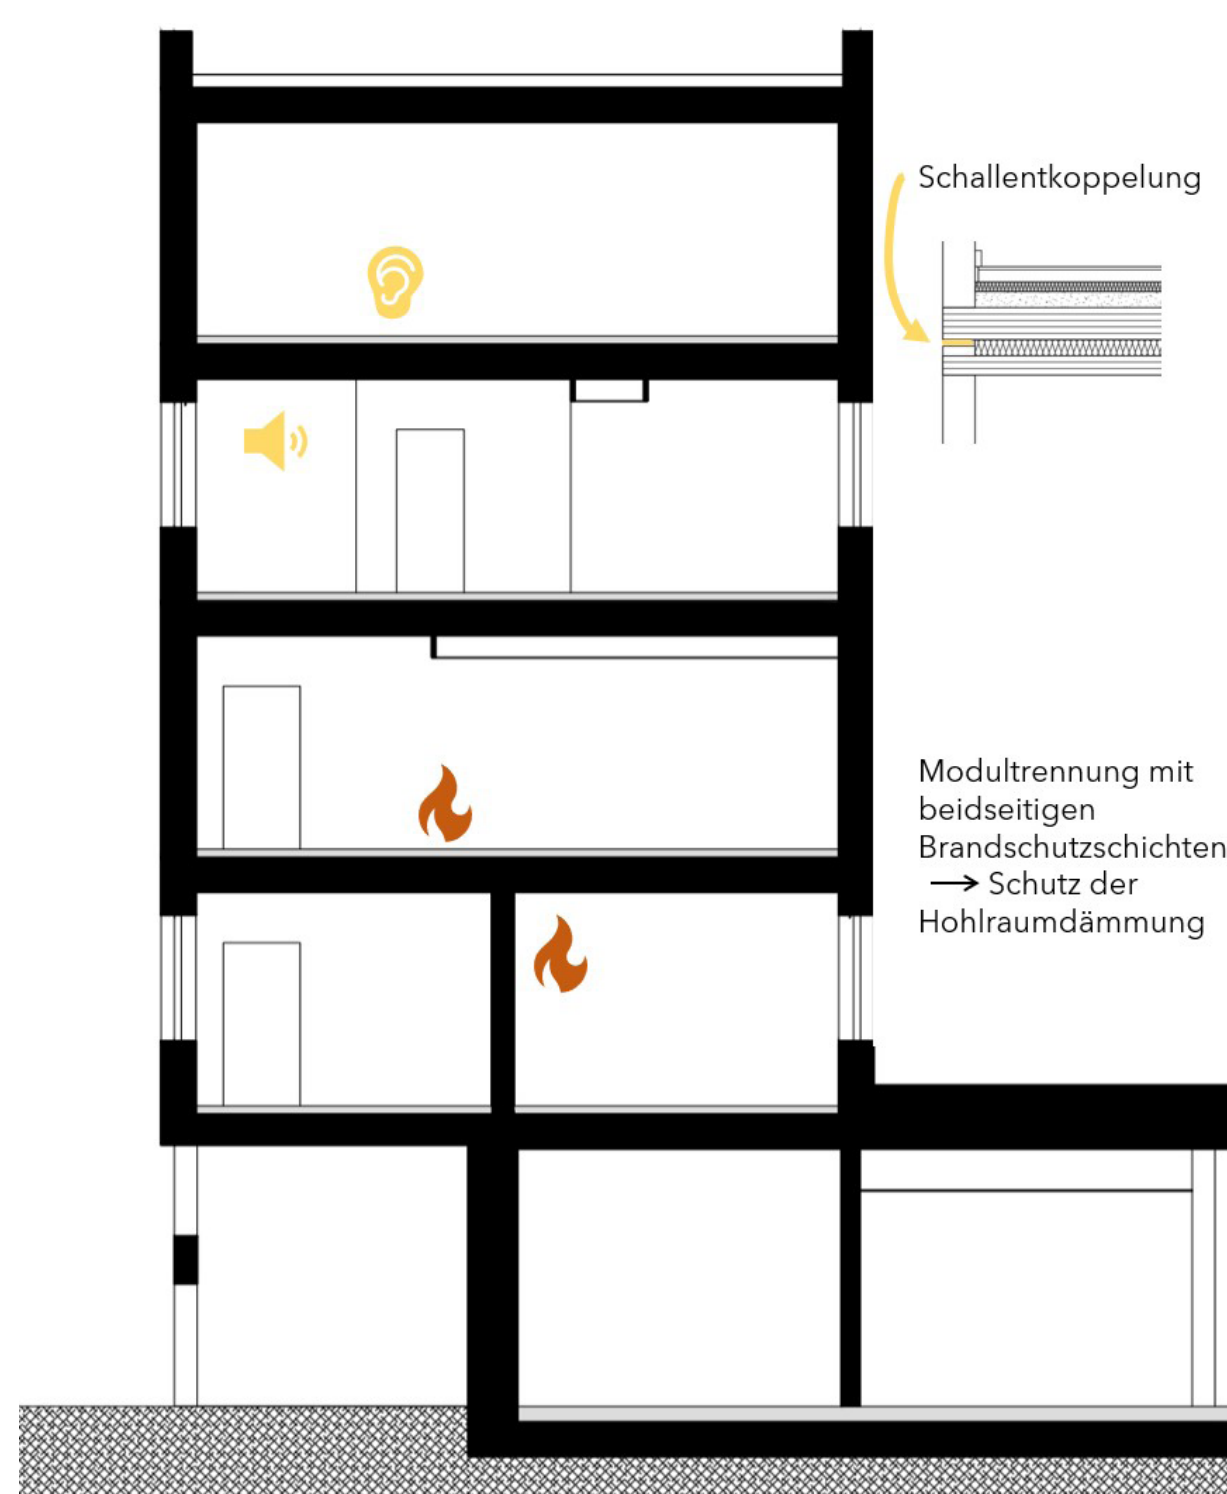 Schallentkoppelung
Modultrennung mit
beidseitigen
Brandschutzschichten
→ Schutz der
Hohlraumdämmung